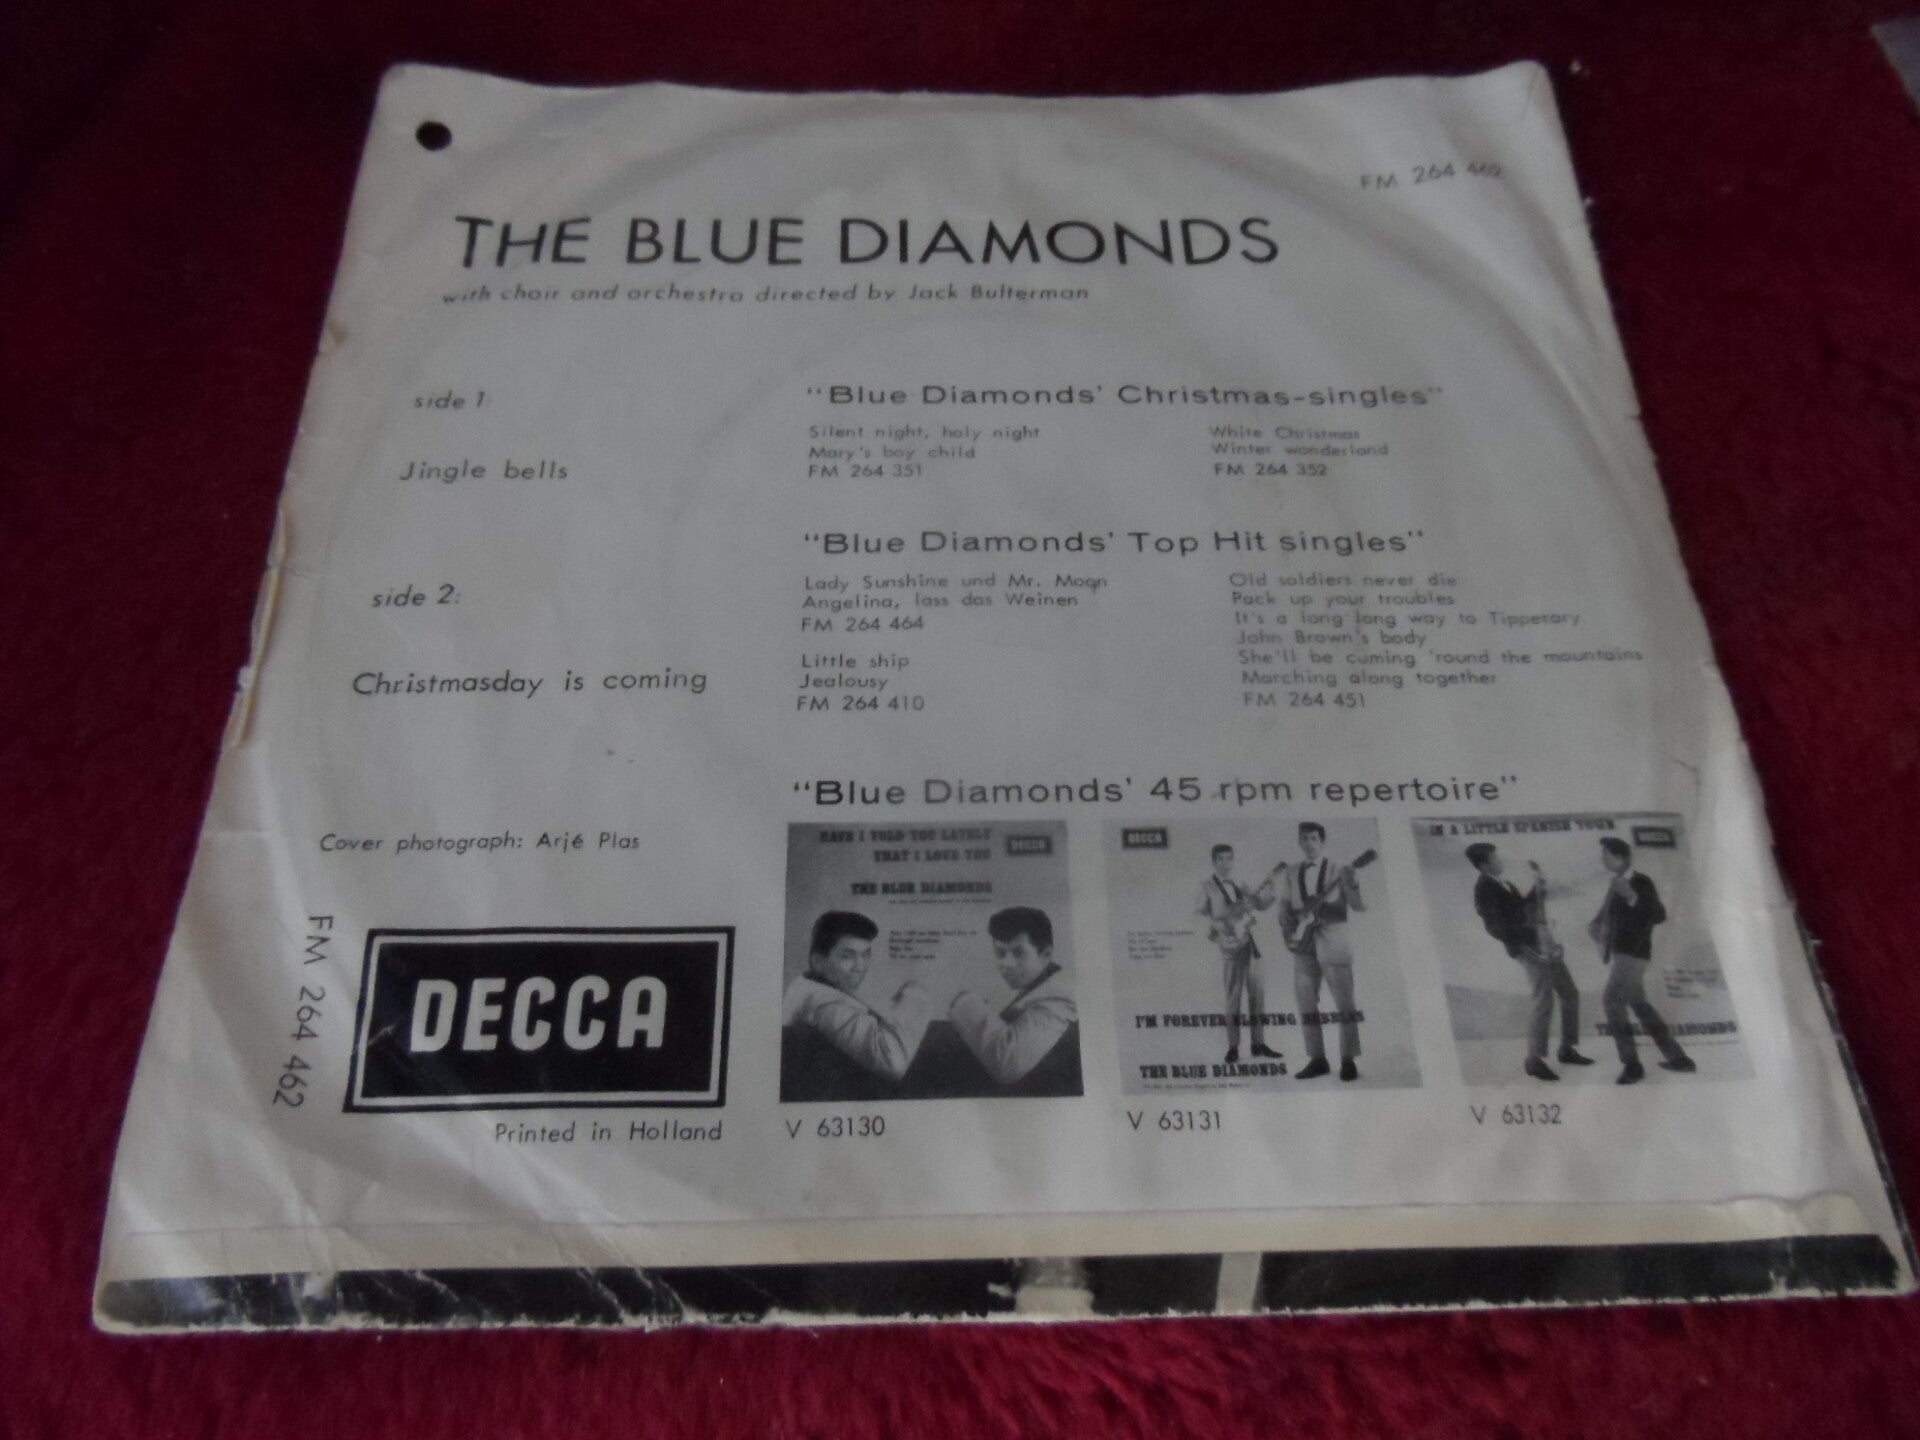 FM 264 462
THE BLUE DIAMONDS
with choir and orchestra directed by Jack Bulterman
side 1:
Jingle bells
side 2:
Christmasday is coming
Cover photograph: Arjé Plas
FM 264 462
DECCA
Printed in Holland
"Blue Diamonds' Christmas-singles"
Silent night, holy night
Mary's boy child
FM 264 351
White Christmas
Winter wonderland
FM 264 352
"Blue Diamonds' Top Hit singles"
Lady Sunshine und Mr. Moon
Angelina, lass das Weinen
FM 264 464
Little ship
Jealousy
FM 264 410
Old soldiers never die
Pack up your troubles
It's a long long way to Tipperary
John Brown's body
She'll be cuming 'round the mountains
Marching along together
FM 264 451
"Blue Diamonds' 45 rpm repertoire"
HAVE I TOLD YOU LATELY
THAT I LOVE YOU
DECCA
THE BLUE DIAMONDS
V 63130
DECCA
I'M FOREVER BLOWING BUBBLES
THE BLUE DIAMONDS
V 63131
IN A LITTLE SPANISH TOWN
DECCA
THE BLUE DIAMONDS
V 63132